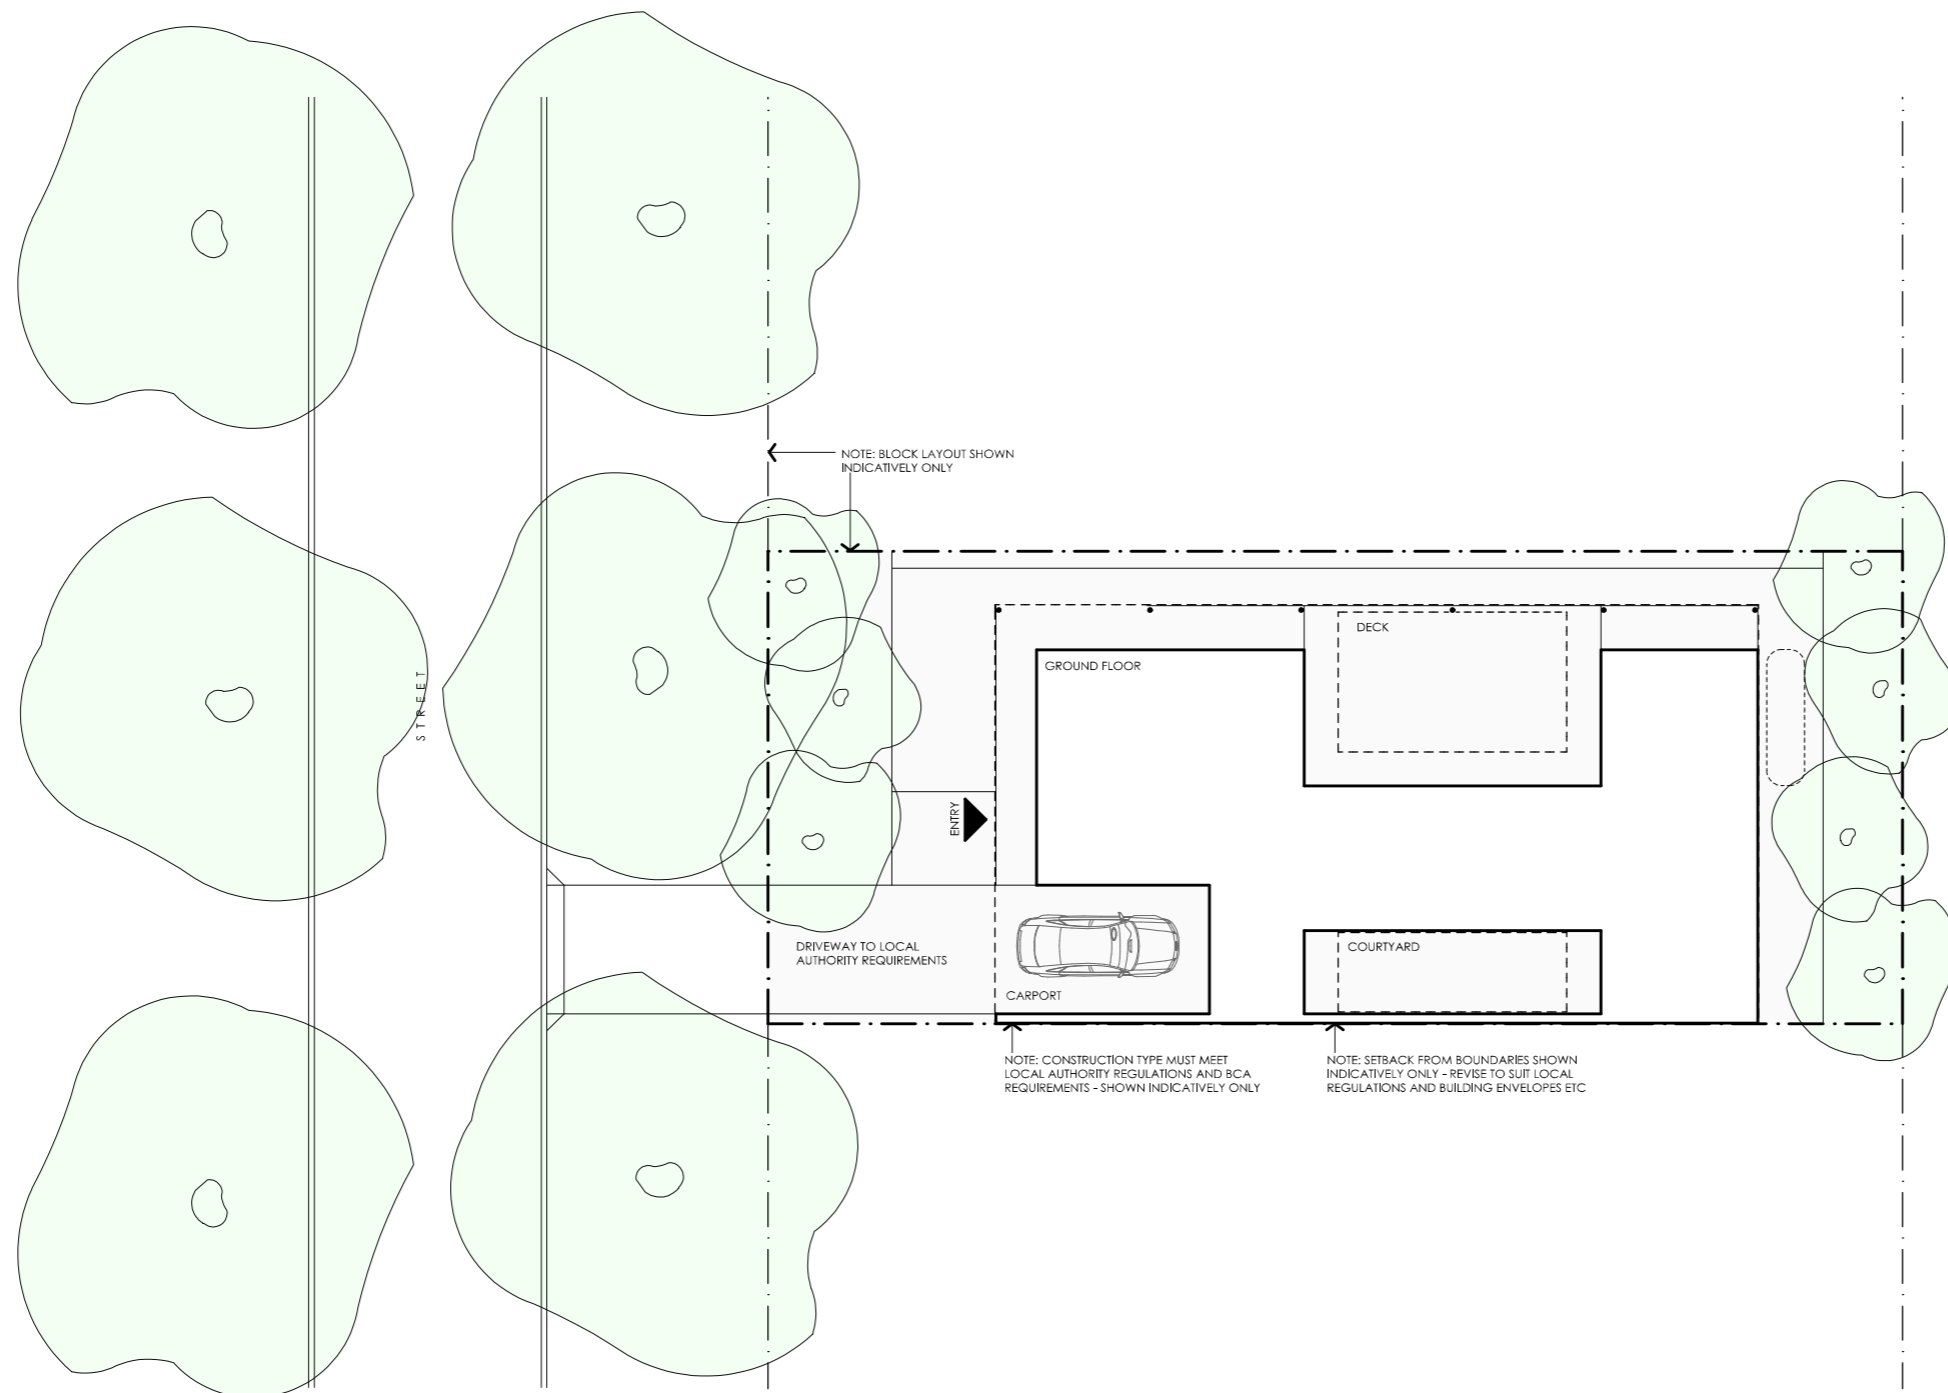 NOTE: BLOCK LAYOUT SHOWN
INDICATIVELY ONLY
DECK
GROUND FLOOR
STREET
ENTRY
DRIVEWAY TO LOCAL
AUTHORITY REQUIREMENTS
COURTYARD
CARPORT
NOTE: CONSTRUCTION TYPE MUST MEET
LOCAL AUTHORITY REGULATIONS AND BCA
REQUIREMENTS - SHOWN INDICATIVELY ONLY
NOTE: SETBACK FROM BOUNDARIES SHOWN
INDICATIVELY ONLY - REVISE TO SUIT LOCAL
REGULATIONS AND BUILDING ENVELOPES ETC